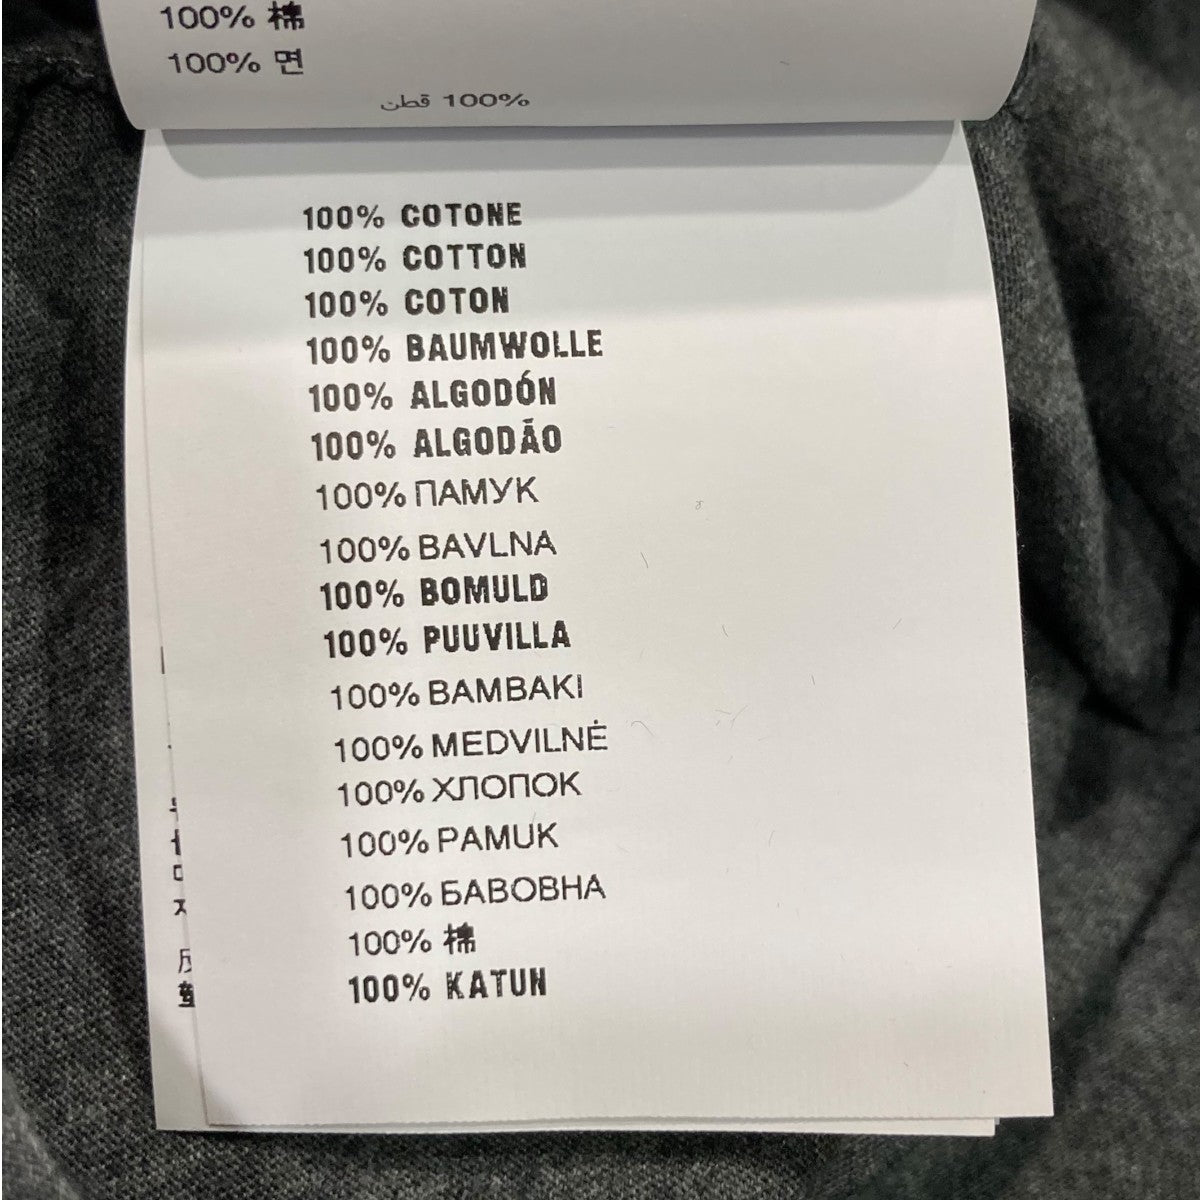 100% 棉
100% 면
100% قطن
100% COTONE
100% COTTON
100% COTON
100% BAUMWOLLE
100% ALGODÓN
100% ALGODÃO
100% ПАМУК
100% BAVLNA
100% BOMULD
100% PUUVILLA
100% BAMBAKI
100% MEDVILNĖ
100% ХЛОПОК
100% PAMUK
100% БАВОВНА
100% 棉
100% KATUN